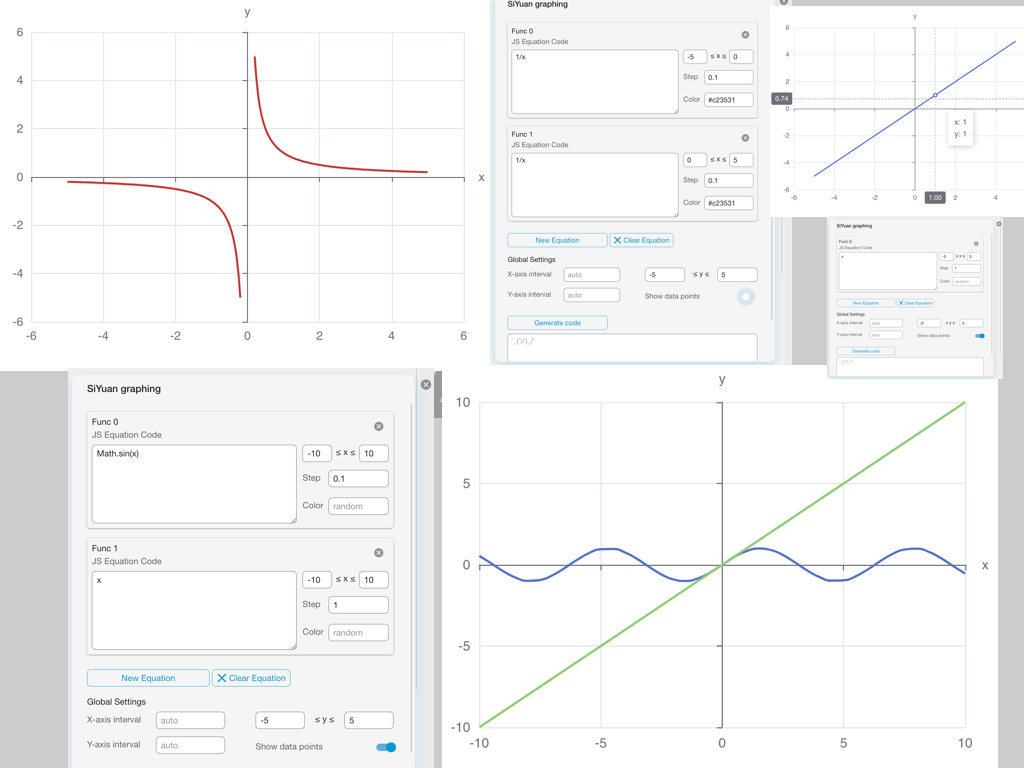 y
6
4
2
0
-2
-4
-6
-6
-4
-2
0
2
4
6
x
SiYuan graphing
Func 0
JS Equation Code
1/x
-5 ≤ x ≤ 0
Step 0.1
Color #c23531
Func 1
JS Equation Code
1/x
0 ≤ x ≤ 5
Step 0.1
Color #c23531
New Equation
Clear Equation
Global Settings
X-axis interval auto -5 ≤ y ≤ 5
Y-axis interval auto Show data points
Generate code
¯\_(ツ)_/¯
y
6
4
2
0.74
0
-2
-4
-6
-6
-4
-2
0
1.00
2
4
x: 1
y: 1
SiYuan graphing
Func 0
JS Equation Code
x
-5 ≤ x ≤ 5
Step 1
Color random
New Equation
Clear Equation
Global Settings
X-axis interval auto -5 ≤ y ≤ 5
Y-axis interval auto Show data points
Generate code
SiYuan graphing
Func 0
JS Equation Code
Math.sin(x)
-10 ≤ x ≤ 10
Step 0.1
Color random
Func 1
JS Equation Code
x
-10 ≤ x ≤ 10
Step 1
Color random
New Equation
Clear Equation
Global Settings
X-axis interval auto -5 ≤ y ≤ 5
Y-axis interval auto Show data points
y
10
5
0
-5
-10
-10
-5
0
5
10
x